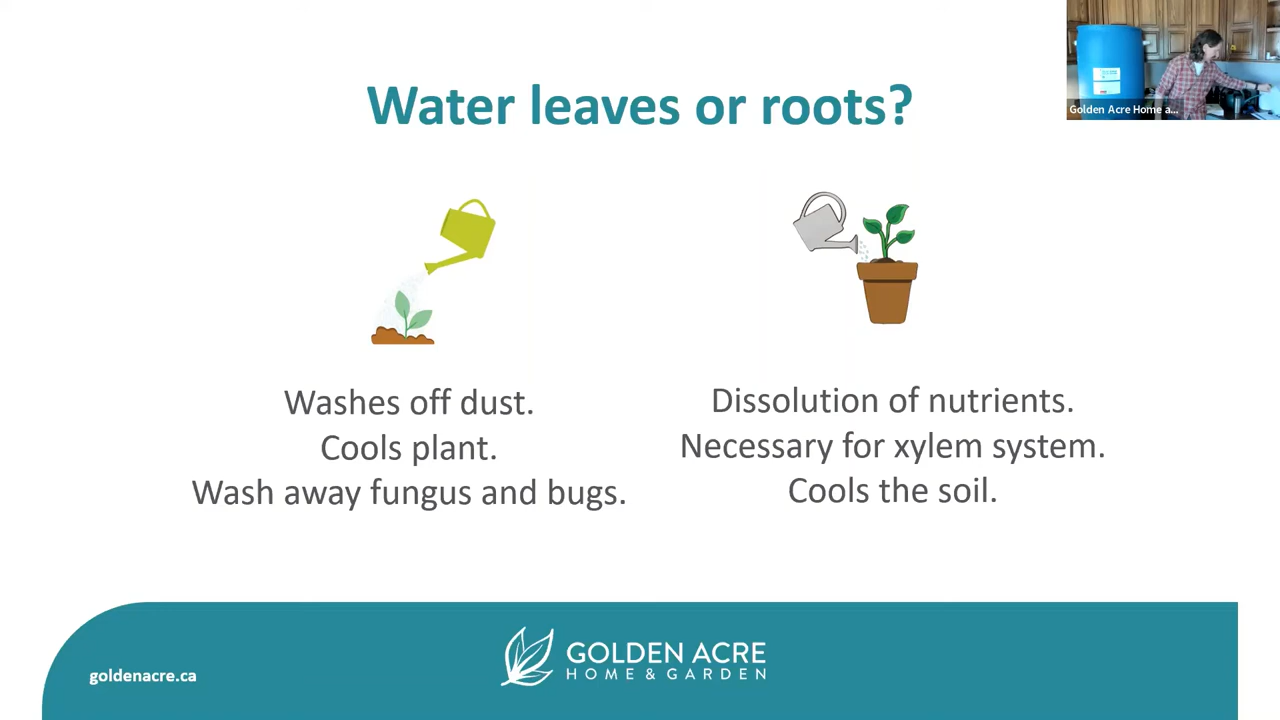 Water leaves or roots?
Golden Acre Home a...
Washes off dust.
Cools plant.
Wash away fungus and bugs.
Dissolution of nutrients.
Necessary for xylem system.
Cools the soil.
goldenacre.ca
GOLDEN ACRE
HOME & GARDEN